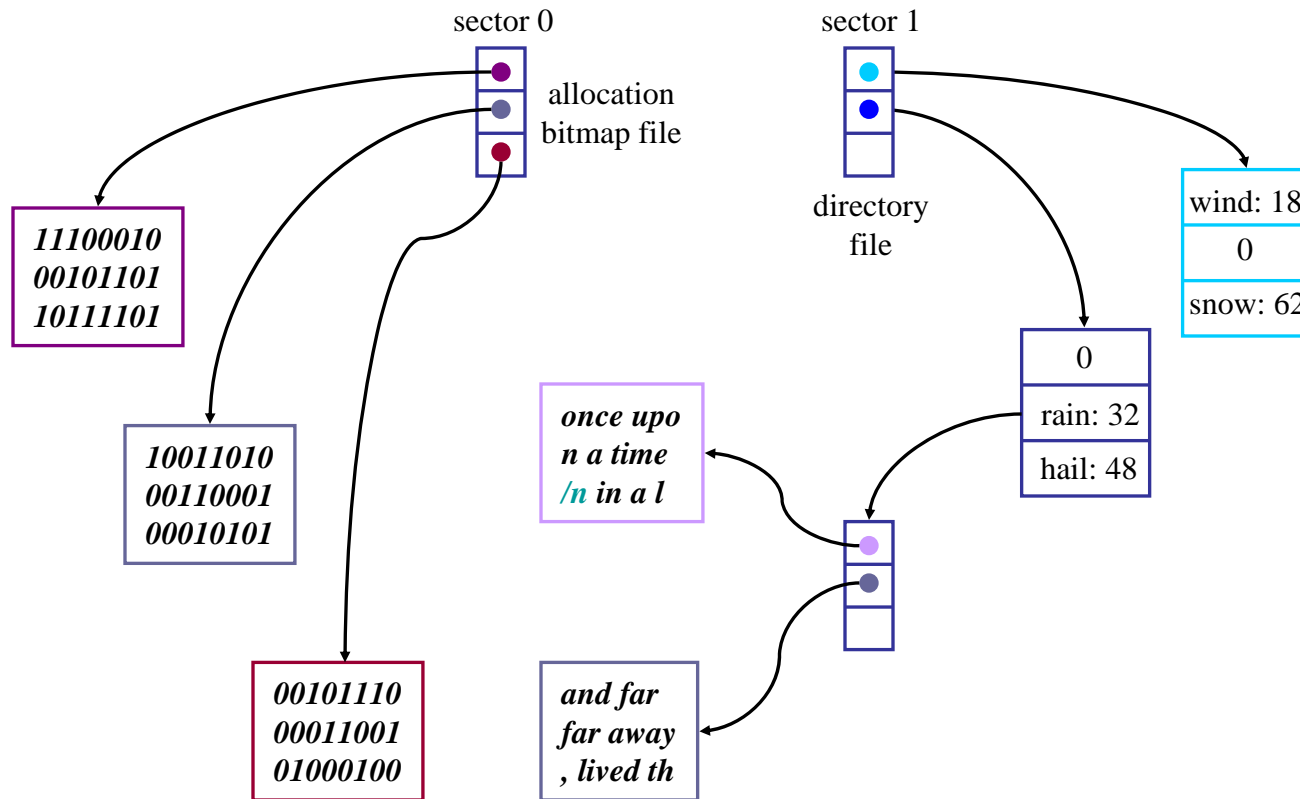 sector 0
sector 1
allocation
bitmap file
directory
file
11100010
00101101
10111101
wind: 18
0
snow: 62
0
rain: 32
hail: 48
once upo
n a time
/n in a l
10011010
00110001
00010101
00101110
00011001
01000100
and far
far away
, lived th